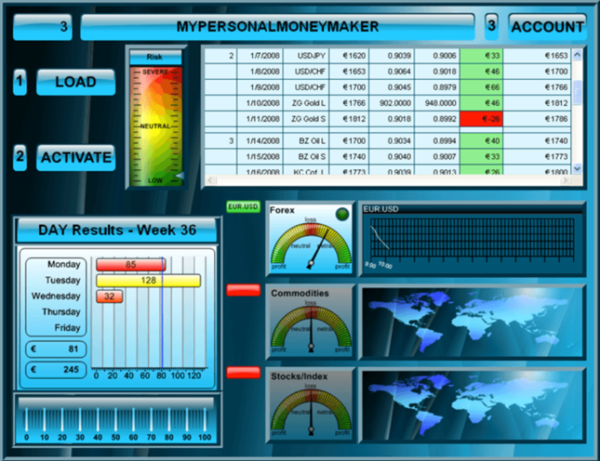 3 MYPERSONALMONEYMAKER 3 ACCOUNT
1 LOAD
2 ACTIVATE
Risk
SEVERE
NEUTRAL
LOW
2 1/7/2008 USD/JPY €1620 0.9039 0.9006 €33 €1653
1/8/2008 USD/CHF €1653 0.9064 0.9018 €46 €1700
1/9/2008 USD/CHF €1700 0.9045 0.8979 €66 €1766
1/10/2008 ZG Gold L €1766 902.0000 948.0000 €46 €1812
1/11/2008 ZG Gold S €1812 0.9018 0.8992 €-26 €1786
3 1/14/2008 BZ Oil L €1700 0.9034 0.8994 €40 €1740
1/15/2008 BZ Oil S €1740 0.9040 0.9007 €33 €1773
1/16/2008 €1773 0.9039 0.9013 €26 €1800
DAY Results - Week 36
Monday 85
Tuesday 128
Wednesday 32
Thursday
Friday
€ 81
€ 245
0 20 40 60 80 100 120
0 10 20 30 40 50 60 70 80 90 100
EUR.USD
Forex
loss
neutral neutral
profit profit
EUR.USD
9:00 10:00
Commodities
loss
neutral neutral
profit profit
Stocks/Index
loss
neutral neutral
profit profit